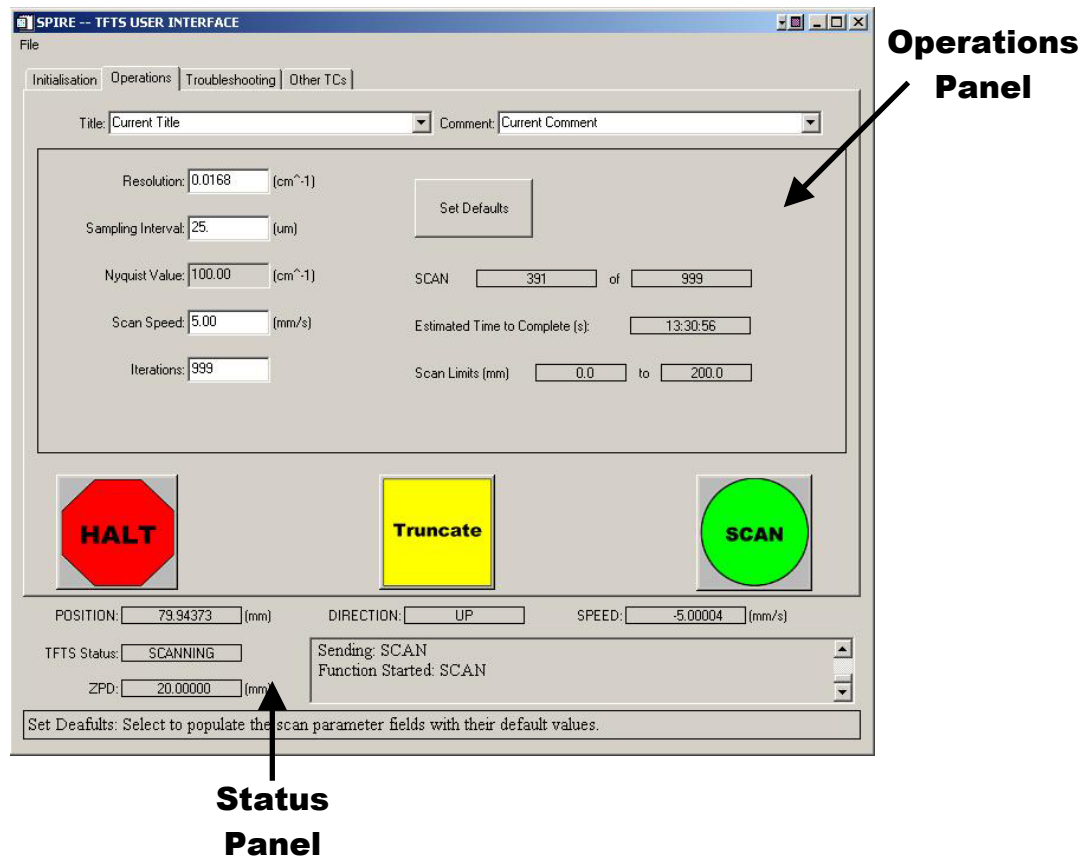 SPIRE -- TFTS USER INTERFACE
File
Operations
Panel
Initialisation Operations Troubleshooting Other TCs
Title: Current Title Comment: Current Comment
Resolution: 0.0168 (cm^-1)
Set Defaults
Sampling Interval: 25. (um)
Nyquist Value: 100.00 (cm^-1)
SCAN 391 of 999
Scan Speed: 5.00 (mm/s)
Estimated Time to Complete (s): 13:30:56
Iterations: 999
Scan Limits (mm) 0.0 to 200.0
HALT Truncate SCAN
POSITION: 79.94373 (mm) DIRECTION: UP SPEED: -5.00004 (mm/s)
TFTS Status: SCANNING
Sending: SCAN
Function Started: SCAN
ZPD: 20.00000 (mm)
Set Deafults: Select to populate the scan parameter fields with their default values.
Status
Panel